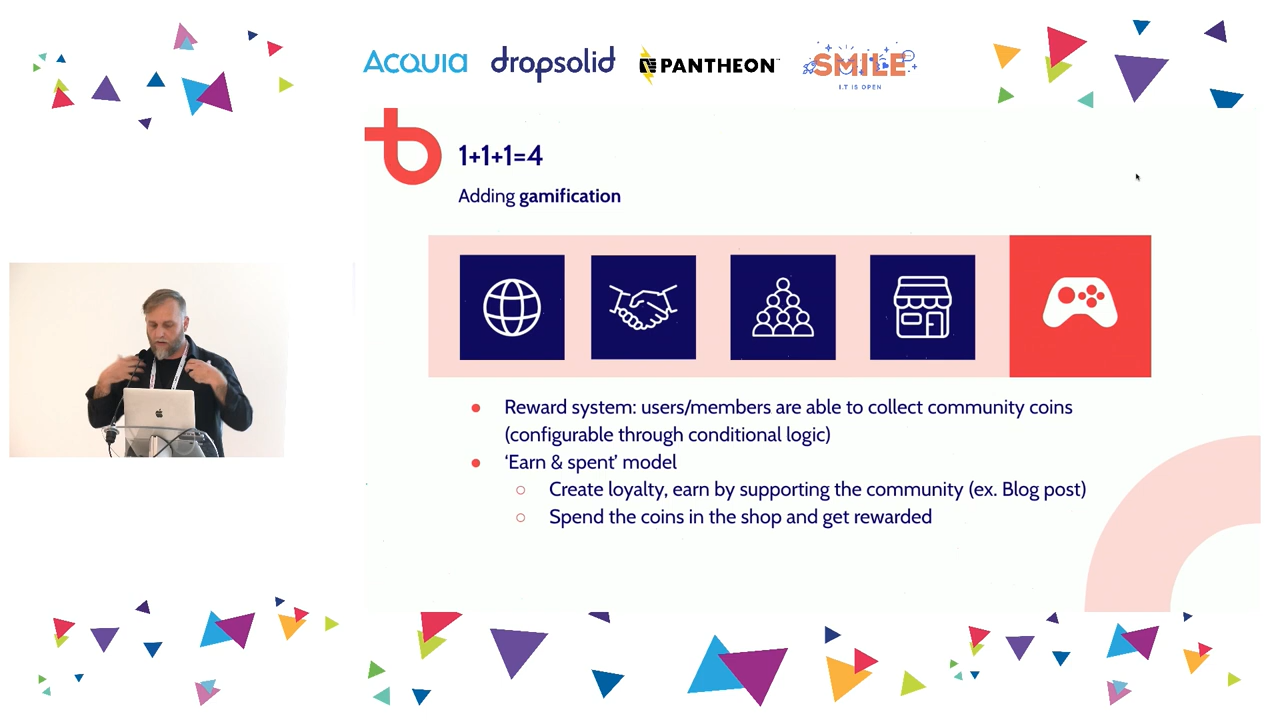 ACQUIA dropsolid PANTHEON SMILE
I.T IS OPEN
1+1+1=4
Adding gamification
● Reward system: users/members are able to collect community coins
(configurable through conditional logic)
● ‘Earn & spent’ model
○ Create loyalty, earn by supporting the community (ex. Blog post)
○ Spend the coins in the shop and get rewarded